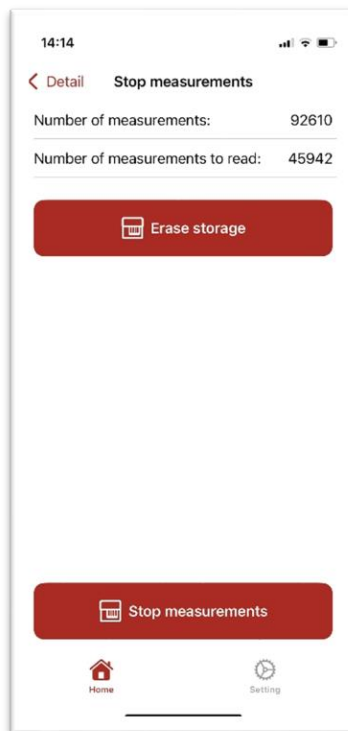 14:14
Detail Stop measurements
Number of measurements: 92610
Number of measurements to read: 45942
Erase storage
Stop measurements
Home Setting